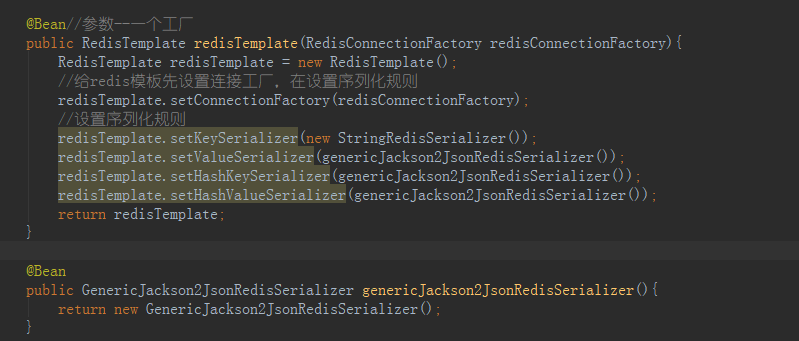 @Bean//参数--一个工厂
public RedisTemplate redisTemplate(RedisConnectionFactory redisConnectionFactory){
RedisTemplate redisTemplate = new RedisTemplate();
//给redis模板先设置连接工厂，在设置序列化规则
redisTemplate.setConnectionFactory(redisConnectionFactory);
//设置序列化规则
redisTemplate.setKeySerializer(new StringRedisSerializer());
redisTemplate.setValueSerializer(genericJackson2JsonRedisSerializer());
redisTemplate.setHashKeySerializer(genericJackson2JsonRedisSerializer());
redisTemplate.setHashValueSerializer(genericJackson2JsonRedisSerializer());
return redisTemplate;
}
@Bean
public GenericJackson2JsonRedisSerializer genericJackson2JsonRedisSerializer(){
return new GenericJackson2JsonRedisSerializer();
}